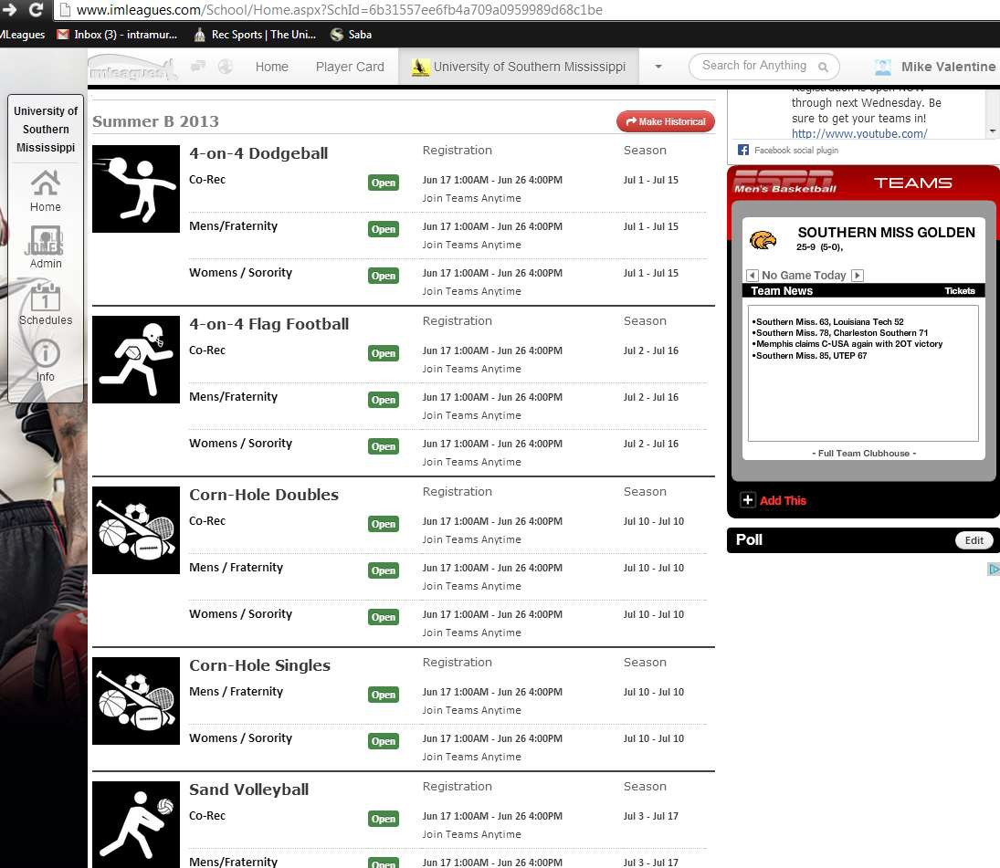 www.imleagues.com/School/Home.aspx?SchId=6b31557ee6fb4a709a0959989d68c1be
MLeagues Inbox (3) - intramur... Rec Sports | The Uni... Saba
imleagues Home Player Card University of Southern Mississippi Search for Anything Mike Valentine
University of
Southern
Mississippi
Home
Admin
1
Schedules
Info
Summer B 2013 Make Historical
4-on-4 Dodgeball Registration Season
Co-Rec Open Jun 17 1:00AM - Jun 26 4:00PM Jul 1 - Jul 15
Join Teams Anytime
Mens/Fraternity Open Jun 17 1:00AM - Jun 26 4:00PM Jul 1 - Jul 15
Join Teams Anytime
Womens / Sorority Open Jun 17 1:00AM - Jun 26 4:00PM Jul 1 - Jul 15
Join Teams Anytime
4-on-4 Flag Football Registration Season
Co-Rec Open Jun 17 1:00AM - Jun 26 4:00PM Jul 2 - Jul 16
Join Teams Anytime
Mens/Fraternity Open Jun 17 1:00AM - Jun 26 4:00PM Jul 2 - Jul 16
Join Teams Anytime
Womens / Sorority Open Jun 17 1:00AM - Jun 26 4:00PM Jul 2 - Jul 16
Join Teams Anytime
Corn-Hole Doubles Registration Season
Co-Rec Open Jun 17 1:00AM - Jun 26 4:00PM Jul 10 - Jul 10
Join Teams Anytime
Mens / Fraternity Open Jun 17 1:00AM - Jun 26 4:00PM Jul 10 - Jul 10
Join Teams Anytime
Womens / Sorority Open Jun 17 1:00AM - Jun 26 4:00PM Jul 10 - Jul 10
Join Teams Anytime
Corn-Hole Singles Registration Season
Mens / Fraternity Open Jun 17 1:00AM - Jun 26 4:00PM Jul 10 - Jul 10
Join Teams Anytime
Womens / Sorority Open Jun 17 1:00AM - Jun 26 4:00PM Jul 10 - Jul 10
Join Teams Anytime
Sand Volleyball Registration Season
Co-Rec Open Jun 17 1:00AM - Jun 26 4:00PM Jul 3 - Jul 17
Join Teams Anytime
Mens/Fraternity Open Jun 17 1:00AM - Jun 26 4:00PM Jul 3 - Jul 17
Registration is open NOW
through next Wednesday. Be
sure to get your teams in!
http://www.youtube.com/
Facebook social plugin
ESPN
Men's Basketball TEAMS
SOUTHERN MISS GOLDEN
25-9 (5-0),
No Game Today
Team News Tickets
•Southern Miss. 63, Louisiana Tech 52
•Southern Miss. 78, Charleston Southern 71
•Memphis claims C-USA again with 2OT victory
•Southern Miss. 85, UTEP 67
- Full Team Clubhouse -
Add This
Poll Edit